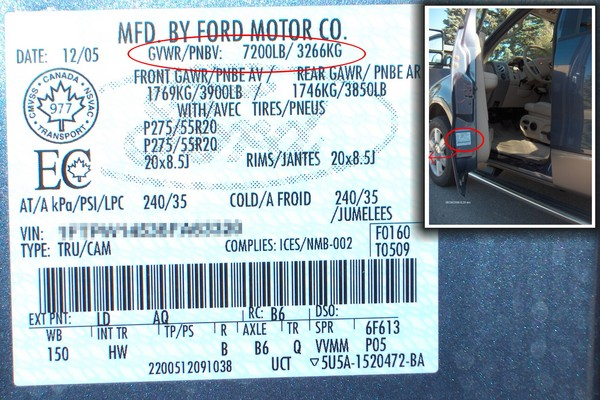 MFD. BY FORD MOTOR CO.
DATE: 12/05 GVWR/PNBV: 7200LB/ 3266KG
FRONT GAWR/PNBE AV / REAR GAWR/ PNBE AR
1769KG/3900LB / 1746KG/3850LB
WITH/AVEC TIRES/PNEUS
P275/55R20
P275/55R20
20x8.5J RIMS/JANTES 20x8.5J
CANADA
CMVSS 977 NSVAC
TRANSPORT
EC
AT/A kPa/PSI/LPC 240/35 COLD/A FROID 240/35
/JUMELEES
VIN:
F0160
TYPE: TRU/CAM COMPLIES: ICES/NMB-002 T0509
EXT PNT: LD AQ RC: B6 DSO:
WB INT TR TP/PS R AXLE TR SPR 6F613
150 HW B B6 Q VVMM P05
2200512091038 UCT 5U5A-1520472-BA